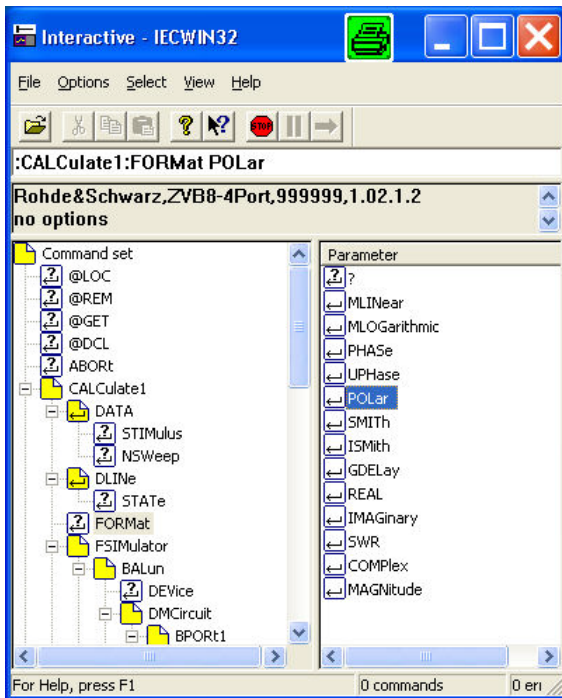 Interactive - IECWIN32
File Options Select View Help
STOP
:CALCulate1:FORMat POLar
Rohde&Schwarz,ZVB8-4Port,999999,1.02.1.2
no options
Command set
@LOC
@REM
@GET
@DCL
ABORt
CALCulate1
DATA
STIMulus
NSWeep
DLINe
STATe
FORMat
FSIMulator
BALun
DEVice
DMCircuit
BPORt1
Parameter
?
MLINear
MLOGarithmic
PHASe
UPHase
POLar
SMITh
ISMith
GDELay
REAL
IMAGinary
SWR
COMPlex
MAGNitude
For Help, press F1
0 commands
0 err